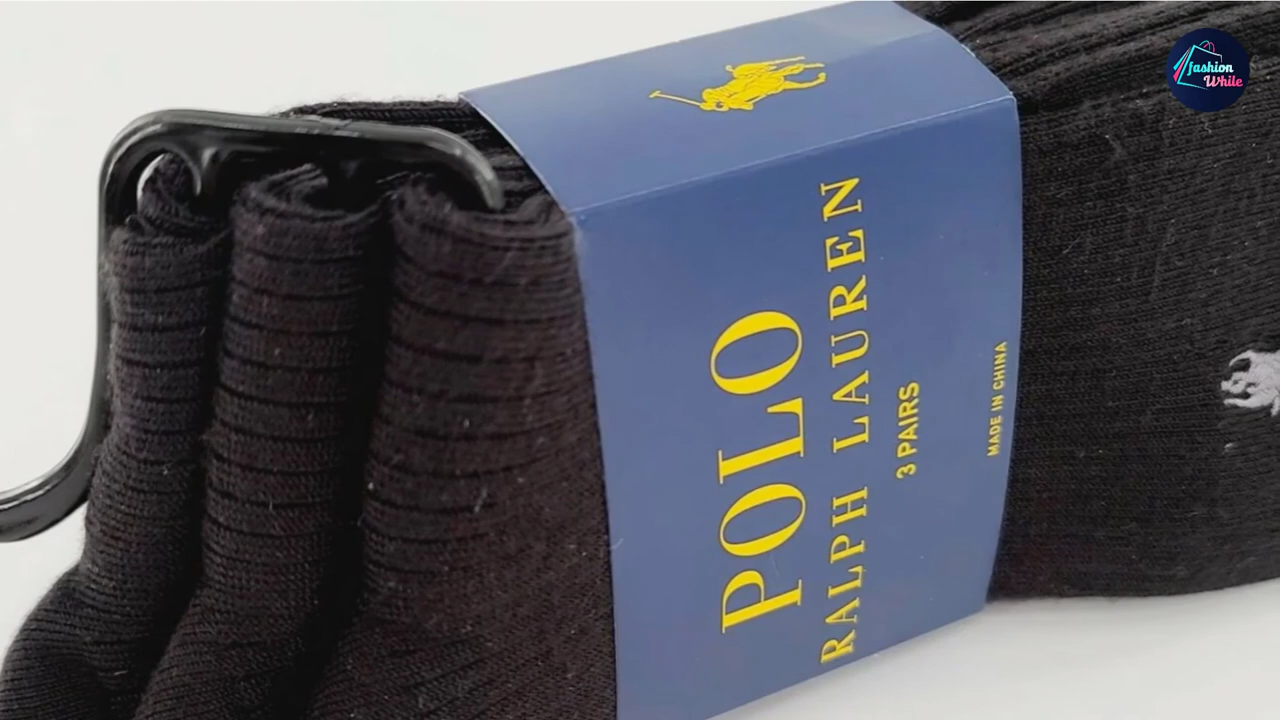 POLO
RALPH LAUREN
3 PAIRS
MADE IN CHINA
fashion
While